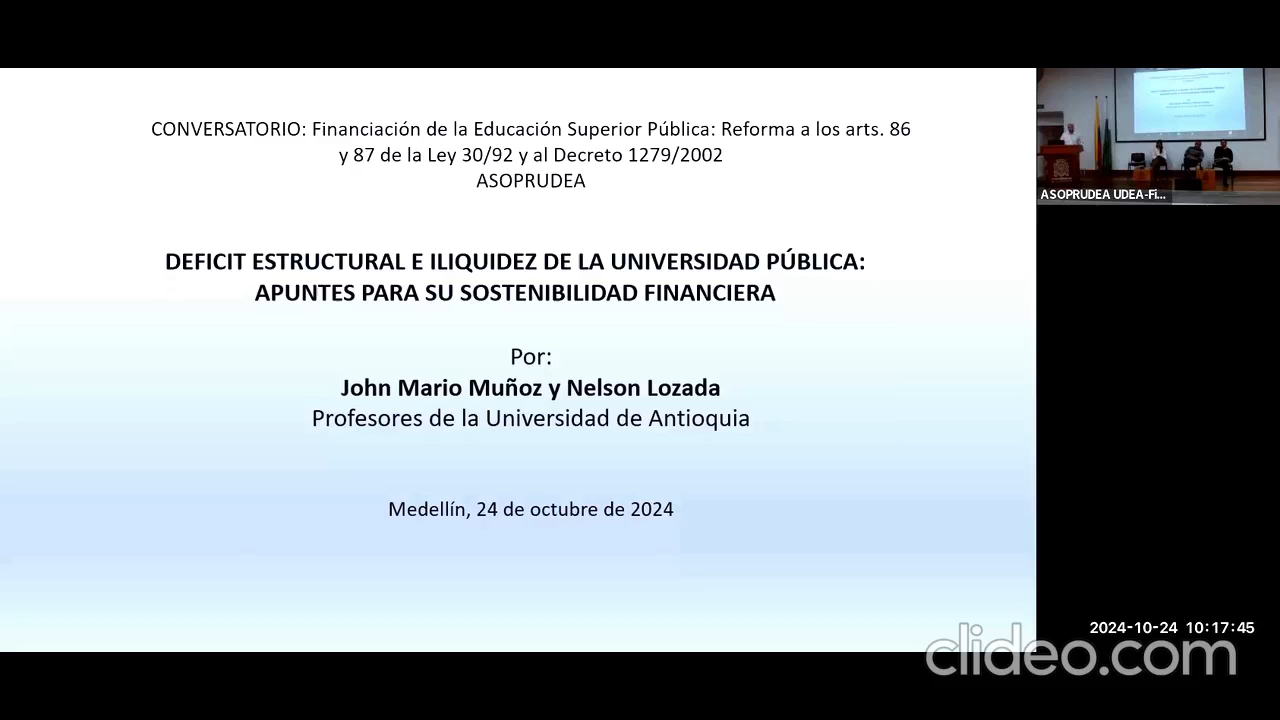 CONVERSATORIO: Financiación de la Educación Superior Pública: Reforma a los arts. 86
y 87 de la Ley 30/92 y al Decreto 1279/2002
ASOPRUDEA
DEFICIT ESTRUCTURAL E ILIQUIDEZ DE LA UNIVERSIDAD PÚBLICA:
APUNTES PARA SU SOSTENIBILIDAD FINANCIERA
Por:
John Mario Muñoz y Nelson Lozada
Profesores de la Universidad de Antioquia
Medellín, 24 de octubre de 2024
ASOPRUDEA UDEA-Fi...
2024-10-24 10:17:45
clideo.com